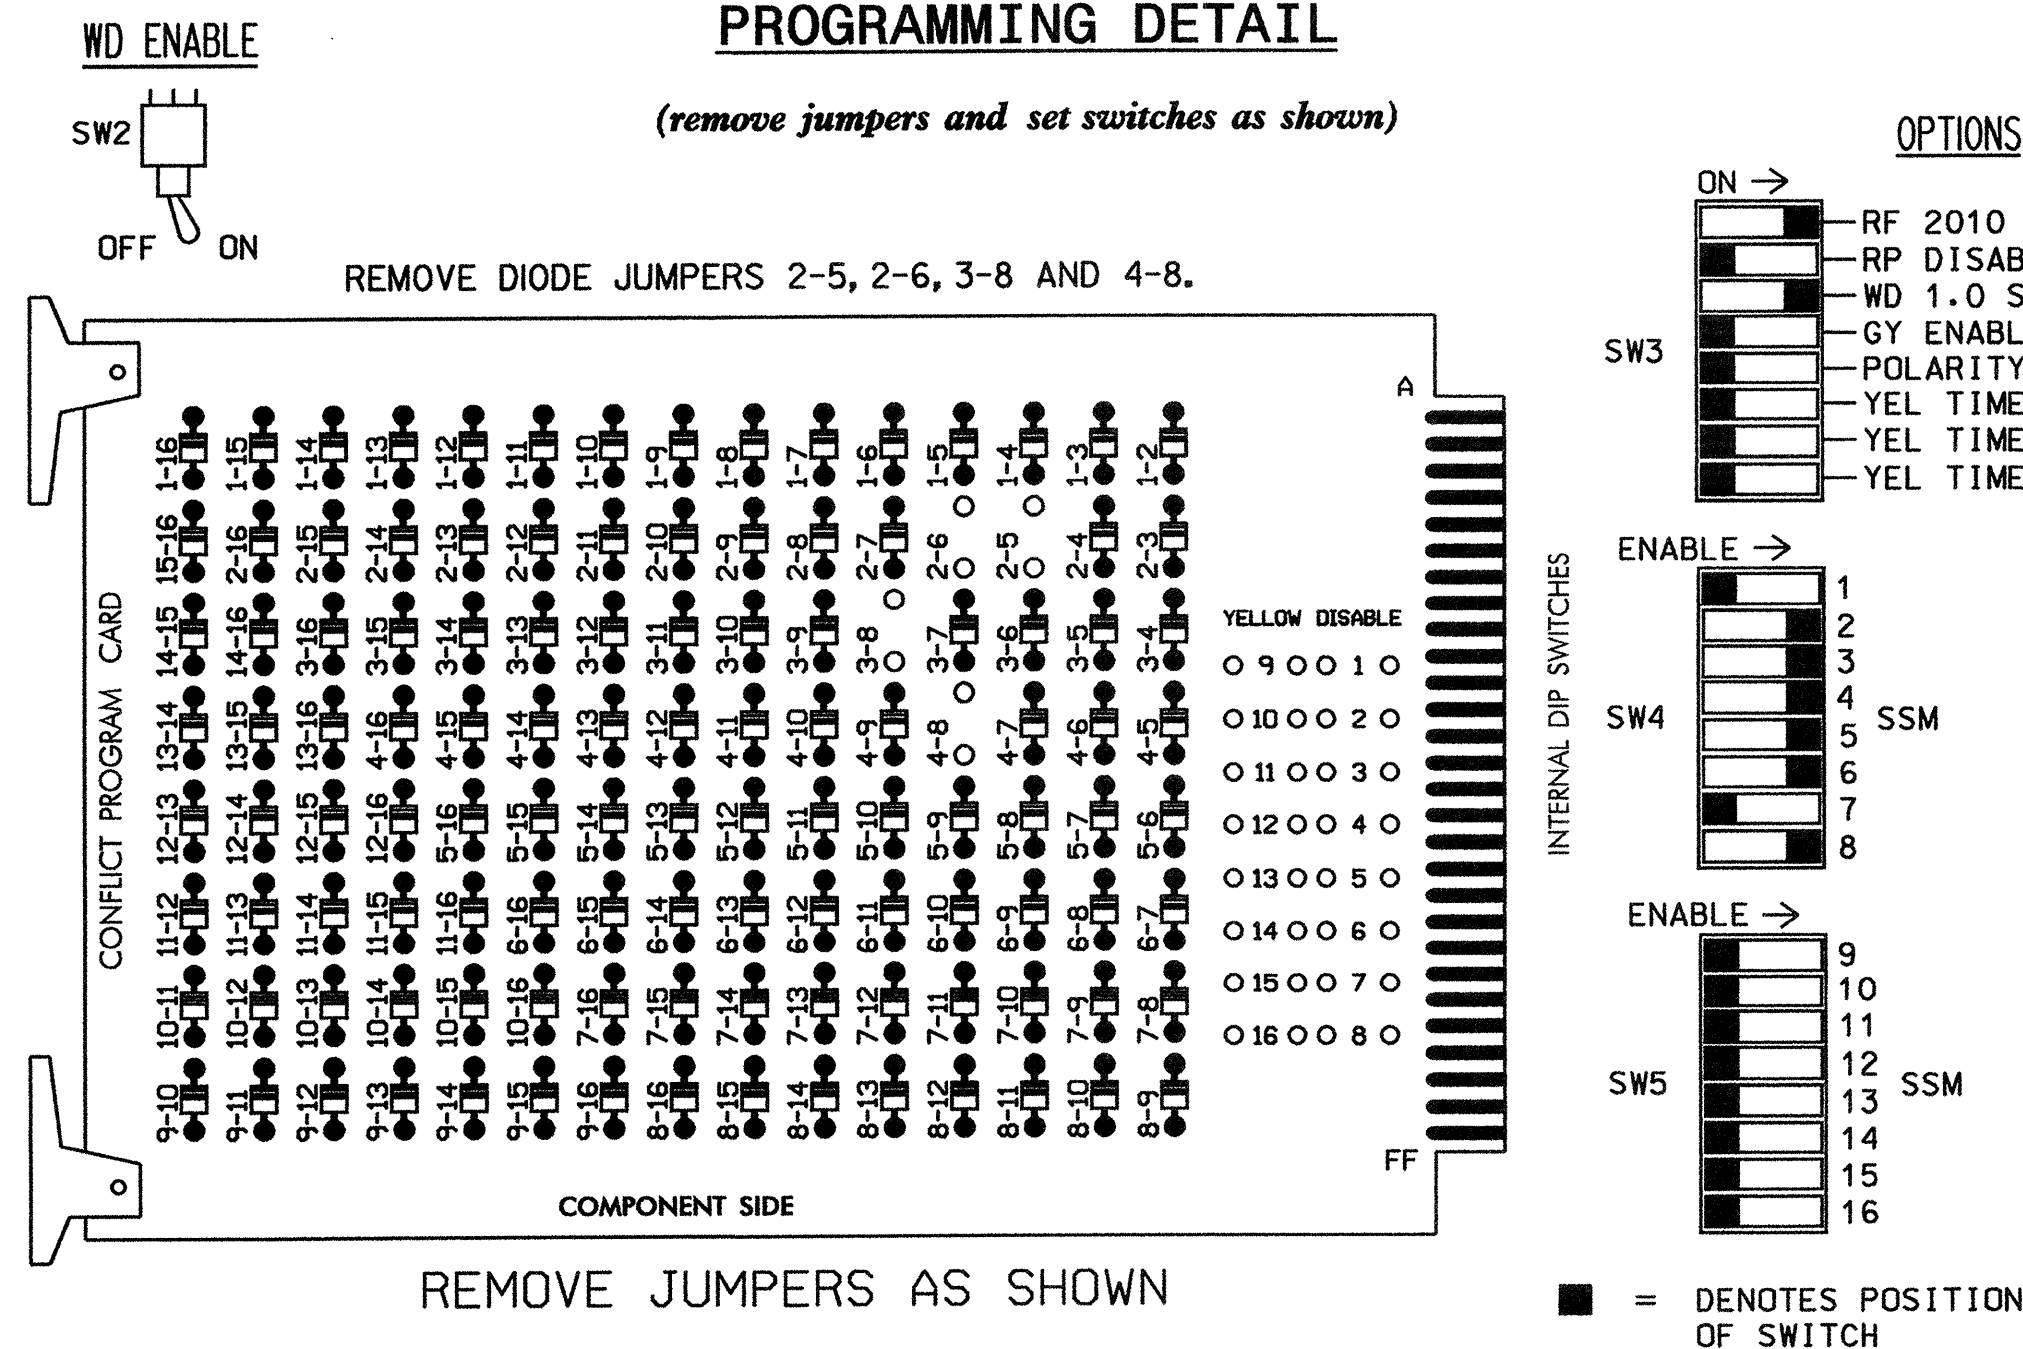 PROGRAMMING DETAIL
(remove jumpers and set switches as shown)
WD ENABLE
SW2
OFF ON
REMOVE DIODE JUMPERS 2-5, 2-6, 3-8 AND 4-8.
CONFLICT PROGRAM CARD
1-16 1-15 1-14 1-13 1-12 1-11 1-10 1-9 1-8 1-7 1-6 1-5 1-4 1-3 1-2
15-16 2-16 2-15 2-14 2-13 2-12 2-11 2-10 2-9 2-8 2-7 2-6 2-5 2-4 2-3
14-15 14-16 3-16 3-15 3-14 3-13 3-12 3-11 3-10 3-9 3-8 3-7 3-6 3-5 3-4
13-14 13-15 13-16 4-16 4-15 4-14 4-13 4-12 4-11 4-10 4-9 4-8 4-7 4-6 4-5
12-13 12-14 12-15 12-16 5-16 5-15 5-14 5-13 5-12 5-11 5-10 5-9 5-8 5-7 5-6
11-12 11-13 11-14 11-15 11-16 6-16 6-15 6-14 6-13 6-12 6-11 6-10 6-9 6-8 6-7
10-11 10-12 10-13 10-14 10-15 10-16 7-16 7-15 7-14 7-13 7-12 7-11 7-10 7-9 7-8
9-10 9-11 9-12 9-13 9-14 9-15 9-16 8-16 8-15 8-14 8-13 8-12 8-11 8-10 8-9
A
YELLOW DISABLE
9 1
10 2
11 3
12 4
13 5
14 6
15 7
16 8
FF
COMPONENT SIDE
REMOVE JUMPERS AS SHOWN
INTERNAL DIP SWITCHES
OPTIONS
ON →
SW3
RF 2010
RP DISAB
WD 1.0 S
GY ENABL
POLARITY
YEL TIME
YEL TIME
YEL TIME
ENABLE →
SW4
1
2
3
4
5
6
7
8
SSM
ENABLE →
SW5
9
10
11
12
13
14
15
16
SSM
= DENOTES POSITION
OF SWITCH